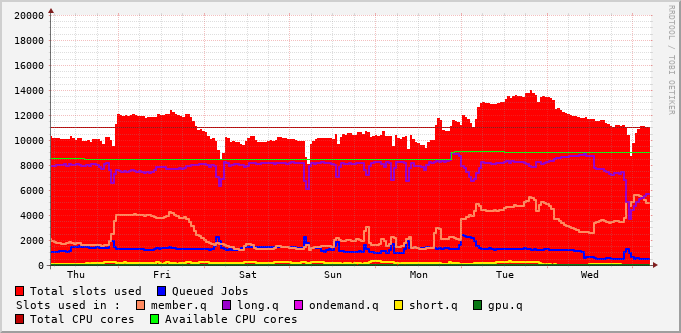 20000
18000
16000
14000
12000
10000
8000
6000
4000
2000
0
Thu Fri Sat Sun Mon Tue Wed
RRDTOOL / TOBI OETIKER
Total slots used Queued Jobs
Slots used in : member.q long.q ondemand.q short.q gpu.q
Total CPU cores Available CPU cores